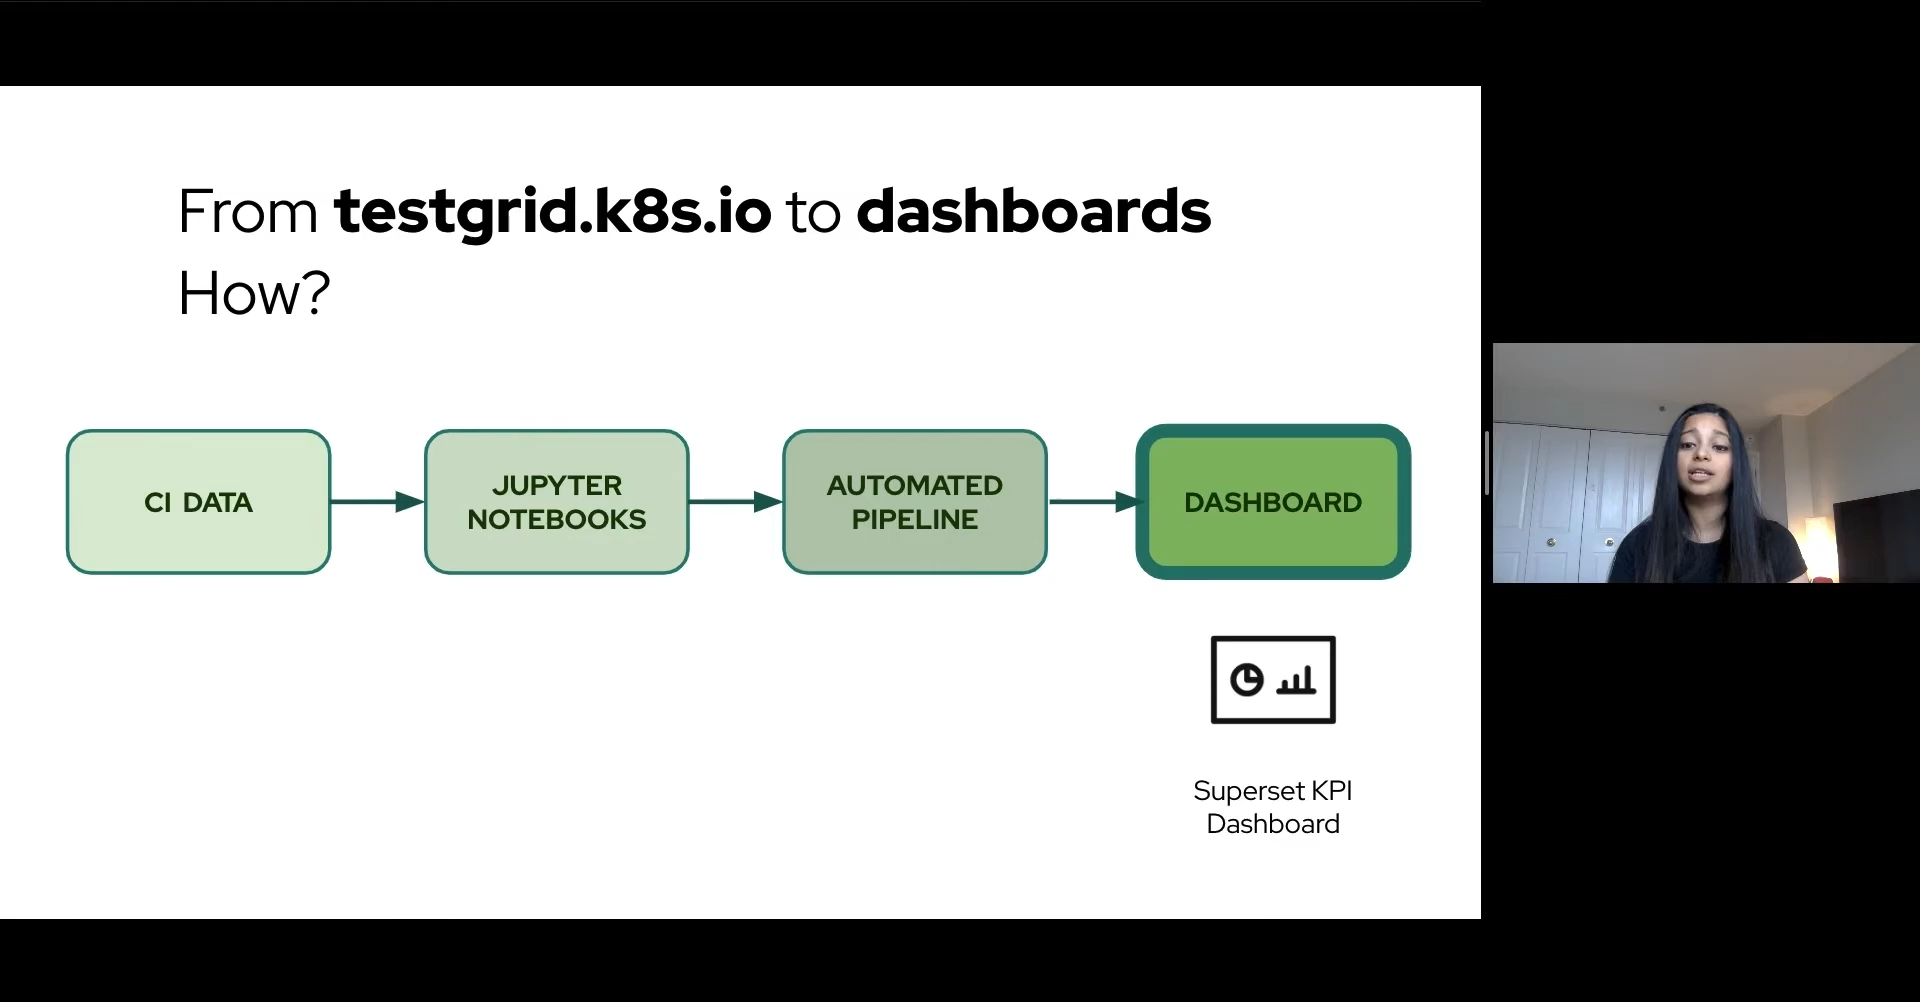 From testgrid.k8s.io to dashboards
How?
CI DATA
JUPYTER
NOTEBOOKS
AUTOMATED
PIPELINE
DASHBOARD
Superset KPI
Dashboard